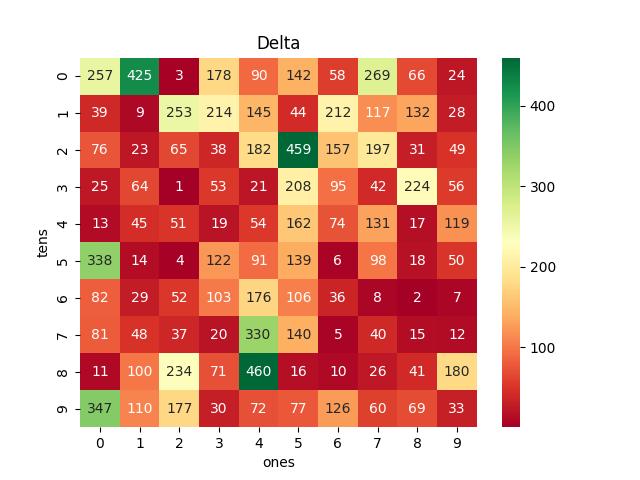 Delta
0 257 425 3 178 90 142 58 269 66 24
1 39 9 253 214 145 44 212 117 132 28
2 76 23 65 38 182 459 157 197 31 49
3 25 64 1 53 21 208 95 42 224 56
4 13 45 51 19 54 162 74 131 17 119
5 338 14 4 122 91 139 6 98 18 50
6 82 29 52 103 176 106 36 8 2 7
7 81 48 37 20 330 140 5 40 15 12
8 11 100 234 71 460 16 10 26 41 180
9 347 110 177 30 72 77 126 60 69 33
0 1 2 3 4 5 6 7 8 9
ones
tens
400
300
200
100